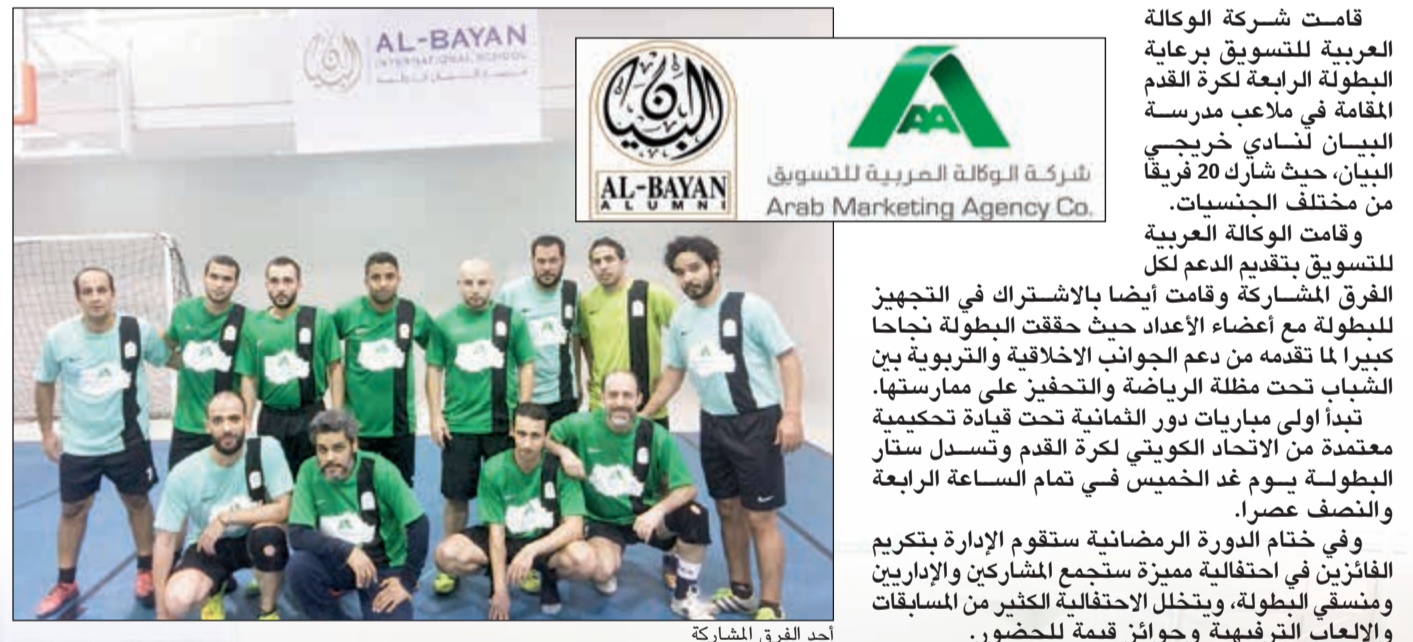 قامت شركة الوكالة
العربية للتسويق برعاية
البطولة الرابعة لكرة القدم
المقامة في ملاعب مدرسة
البيان لنادي خريجي
البيان، حيث شارك 20 فريقا
من مختلف الجنسيات.
وقامت الوكالة العربية
للتسويق بتقديم الدعم لكل
الفرق المشاركة وقامت أيضا بالاشتراك في التجهيز
للبطولة مع أعضاء الأعداد حيث حققت البطولة نجاحا
كبيرا لما تقدمه من دعم الجوانب الاخلاقية والتربوية بين
الشباب تحت مظلة الرياضة والتحفيز على ممارستها.
تبدأ اولى مباريات دور الثمانية تحت قيادة تحكيمية
معتمدة من الاتحاد الكويتي لكرة القدم وتسدل ستار
البطولة يوم غد الخميس في تمام الساعة الرابعة
والنصف عصرا.
وفي ختام الدورة الرمضانية ستقوم الإدارة بتكريم
الفائزين في احتفالية مميزة ستجمع المشاركين والإداريين
ومنسقي البطولة، ويتخلل الاحتفالية الكثير من المسابقات
والالعاب الترفيهية وجوائز قيمة للحضور.
AL-BAYAN
INTERNATIONAL SCHOOL
البيان
AL-BAYAN
ALUMNI
AA
شركة الوكالة العربية للتسويق
Arab Marketing Agency Co.
أحد الفرق المشاركة